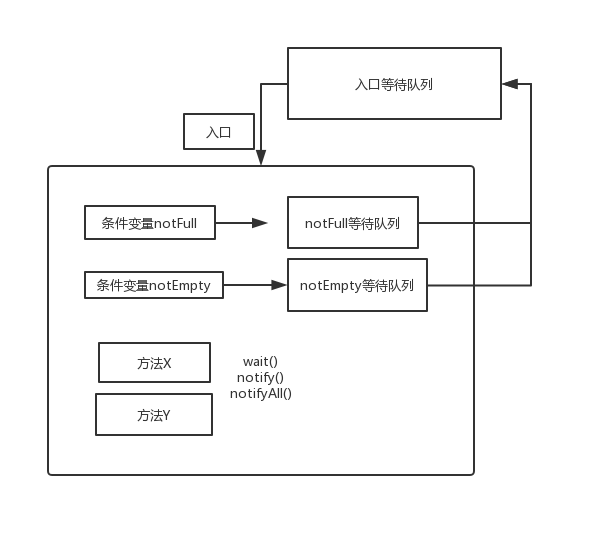 入口等待队列
入口
条件变量notFull
notFull等待队列
条件变量notEmpty
notEmpty等待队列
方法X
wait()
notify()
notifyAll()
方法Y